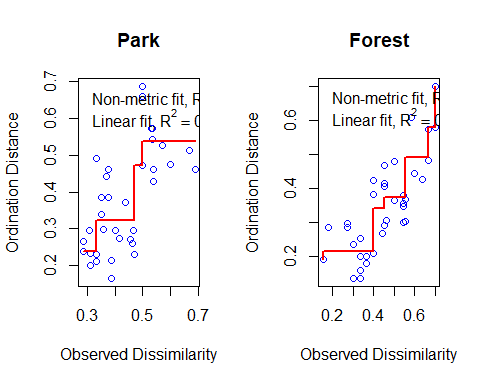 Park
Forest
Non-metric fit, R
Linear fit, R2 = 0
Non-metric fit, R
Linear fit, R2 = 0
Ordination Distance
0.2 0.3 0.4 0.5 0.6 0.7
0.3 0.5 0.7
Observed Dissimilarity
Ordination Distance
0.2 0.4 0.6
0.2 0.4 0.6
Observed Dissimilarity